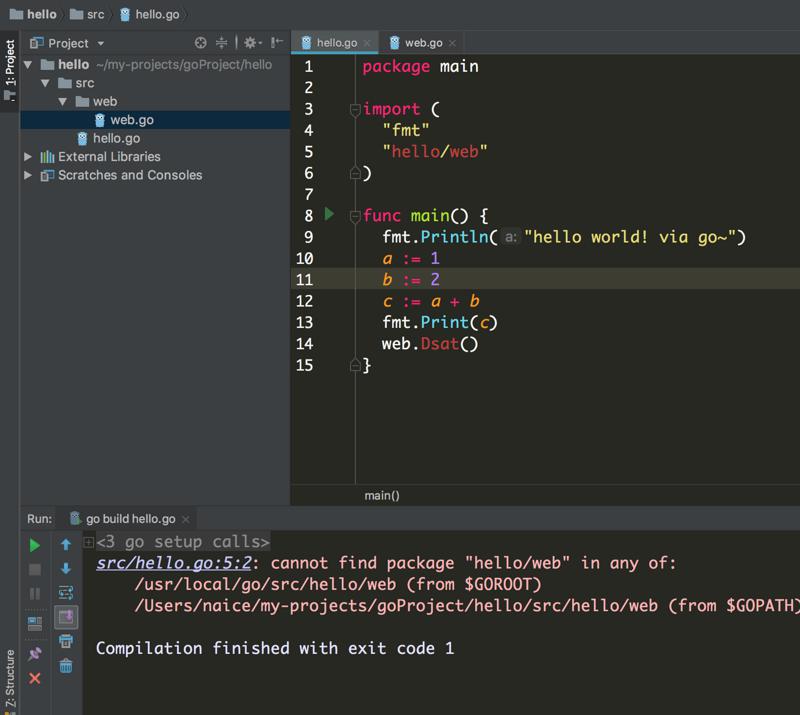 hello src hello.go
1: Project
Project
hello.go web.go
hello ~/my-projects/goProject/hello
src
web
web.go
hello.go
External Libraries
Scratches and Consoles
1 package main
2
3 import (
4 "fmt"
5 "hello/web"
6 )
7
8 func main() {
9 fmt.Println( a: "hello world! via go~")
10 a := 1
11 b := 2
12 c := a + b
13 fmt.Print(c)
14 web.Dsat()
15 }
main()
Run: go build hello.go
<3 go setup calls>
src/hello.go:5:2: cannot find package "hello/web" in any of:
/usr/local/go/src/hello/web (from $GOROOT)
/Users/naice/my-projects/goProject/hello/src/hello/web (from $GOPATH)
Compilation finished with exit code 1
Z: Structure